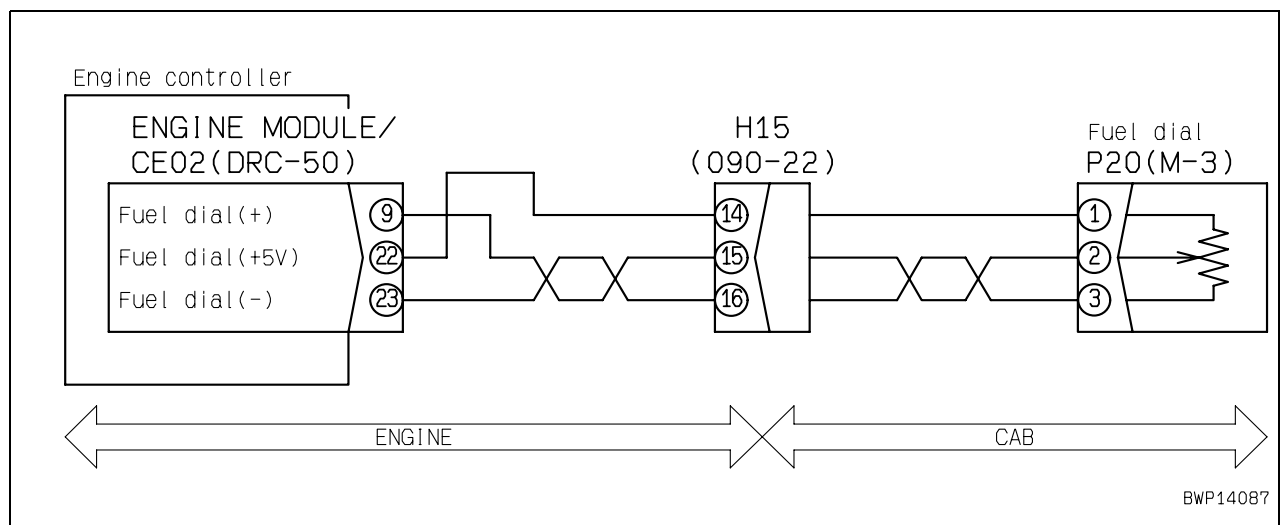 Engine controller
ENGINE MODULE/
CE02(DRC-50)
H15
(090-22)
Fuel dial
P20(M-3)
Fuel dial(+)
9
14
1
Fuel dial(+5V)
22
15
2
Fuel dial(-)
23
16
3
ENGINE
CAB
BWP14087